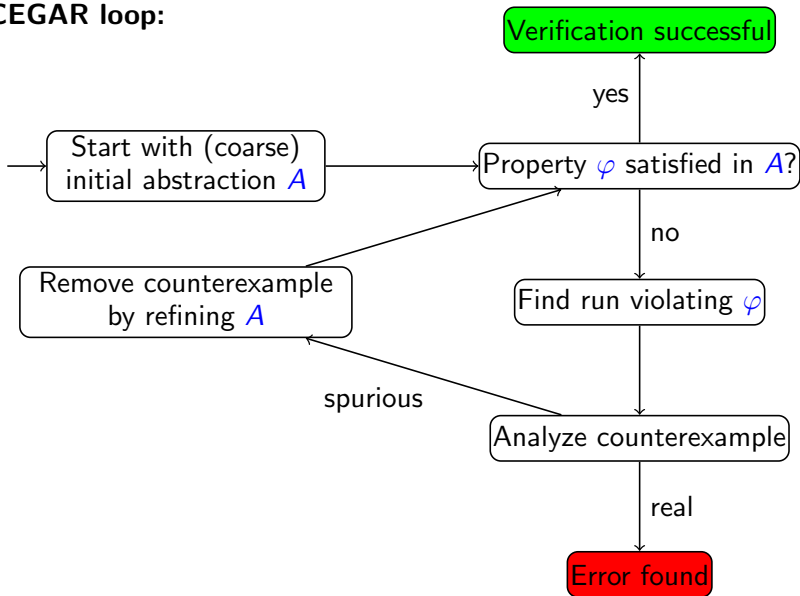 CEGAR loop:
Verification successful
yes
Start with (coarse)
initial abstraction A
Property φ satisfied in A?
no
Remove counterexample
by refining A
Find run violating φ
spurious
Analyze counterexample
real
Error found